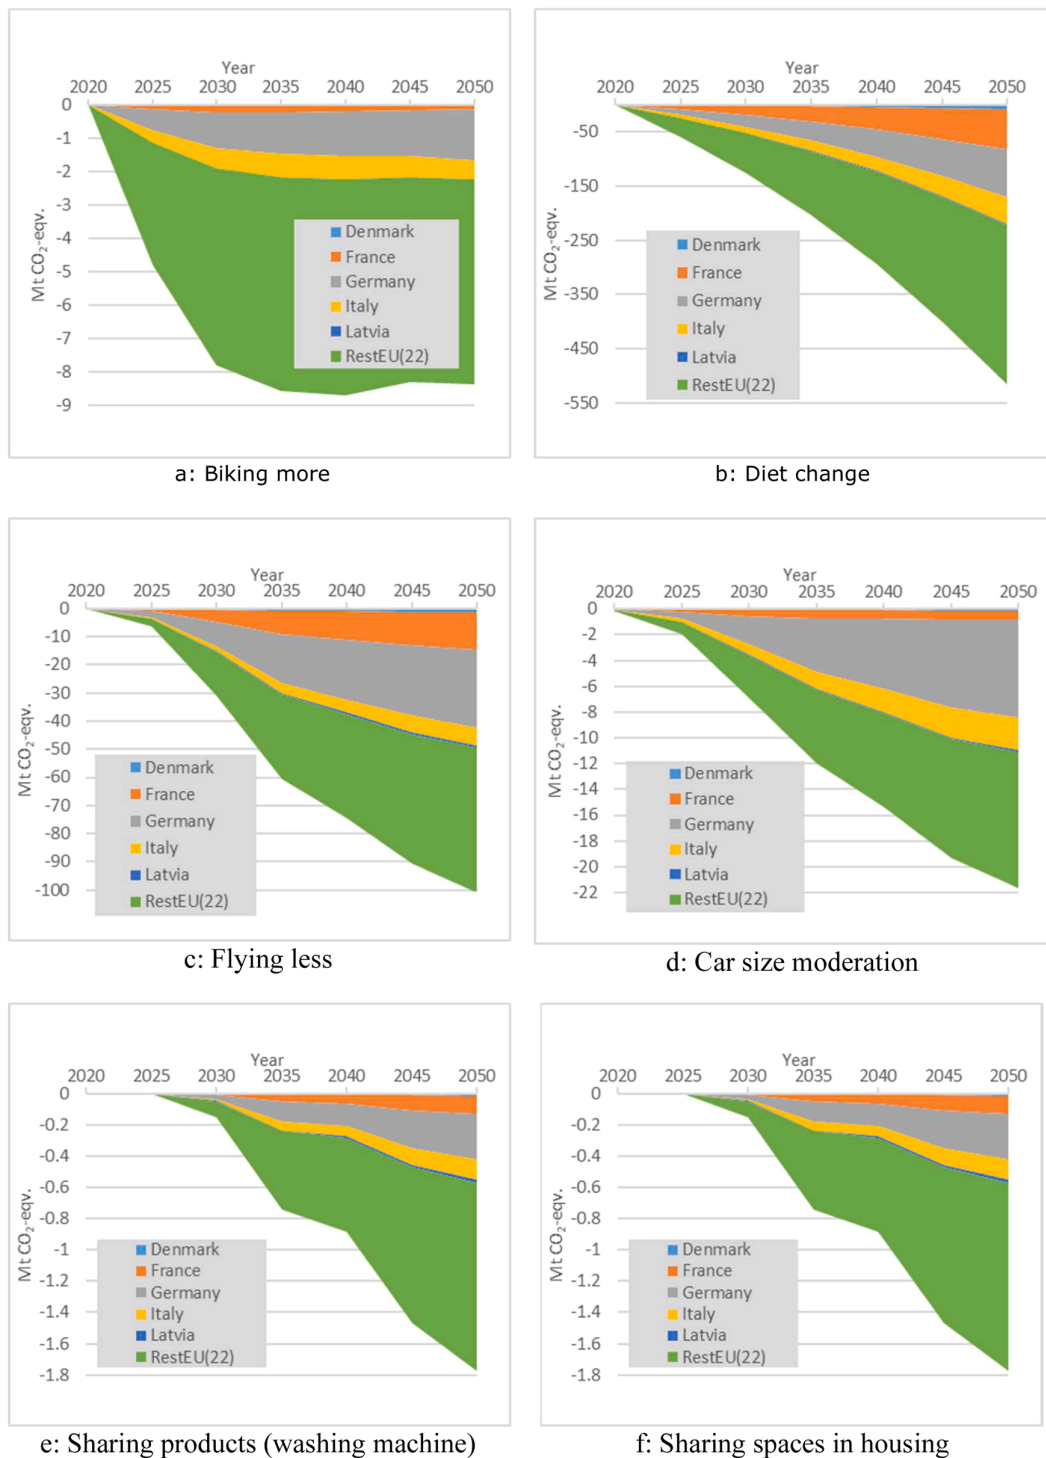 Year
2020 2025 2030 2035 2040 2045 2050
0
-1
-2
-3
-4
-5
-6
-7
-8
-9
Mt CO2-eqv.
Denmark
France
Germany
Italy
Latvia
RestEU(22)
a: Biking more
Year
2020 2025 2030 2035 2040 2045 2050
-50
-150
-250
-350
-450
-550
Mt CO2-eqv.
Denmark
France
Germany
Italy
Latvia
RestEU(22)
b: Diet change
Year
2020 2025 2030 2035 2040 2045 2050
0
-10
-20
-30
-40
-50
-60
-70
-80
-90
-100
Mt CO2-eqv.
Denmark
France
Germany
Italy
Latvia
RestEU(22)
c: Flying less
Year
2020 2025 2030 2035 2040 2045 2050
0
-2
-4
-6
-8
-10
-12
-14
-16
-18
-20
-22
Mt CO2-eqv.
Denmark
France
Germany
Italy
Latvia
RestEU(22)
d: Car size moderation
Year
2020 2025 2030 2035 2040 2045 2050
0
-0.2
-0.4
-0.6
-0.8
-1
-1.2
-1.4
-1.6
-1.8
Mt CO2-eqv.
Denmark
France
Germany
Italy
Latvia
RestEU(22)
e: Sharing products (washing machine)
Year
2020 2025 2030 2035 2040 2045 2050
0
-0.2
-0.4
-0.6
-0.8
-1
-1.2
-1.4
-1.6
-1.8
Mt CO2-eqv.
Denmark
France
Germany
Italy
Latvia
RestEU(22)
f: Sharing spaces in housing